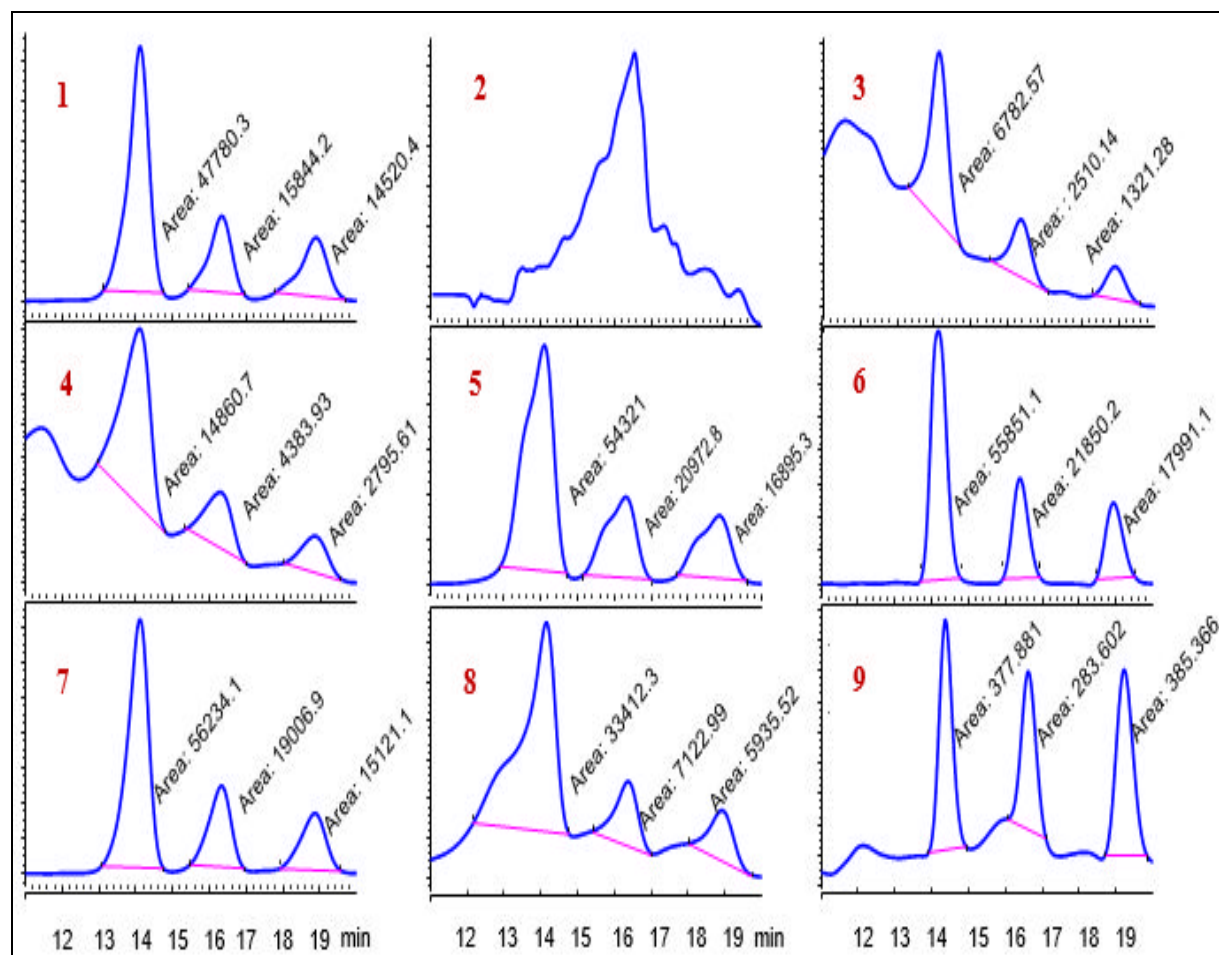 1
Area: 47780.3
Area: 15844.2
Area: 14520.4
2
3
Area: 6782.57
Area: : 2510.14
Area: 1321.28
4
Area: 14860.7
Area: 4383.93
Area: 2795.61
5
Area: 54321
Area: 20972.8
Area: 16895.3
6
Area: 55851.1
Area: 21850.2
Area: 17991.1
7
Area: 56234.1
Area: 19006.9
Area: 15121.1
8
Area: 33412.3
Area: 7122.99
Area: 5935.52
9
Area: 377.881
Area: 283.602
Area: 385.366
12 13 14 15 16 17 18 19 min
12 13 14 15 16 17 18 19 min
12 13 14 15 16 17 18 19